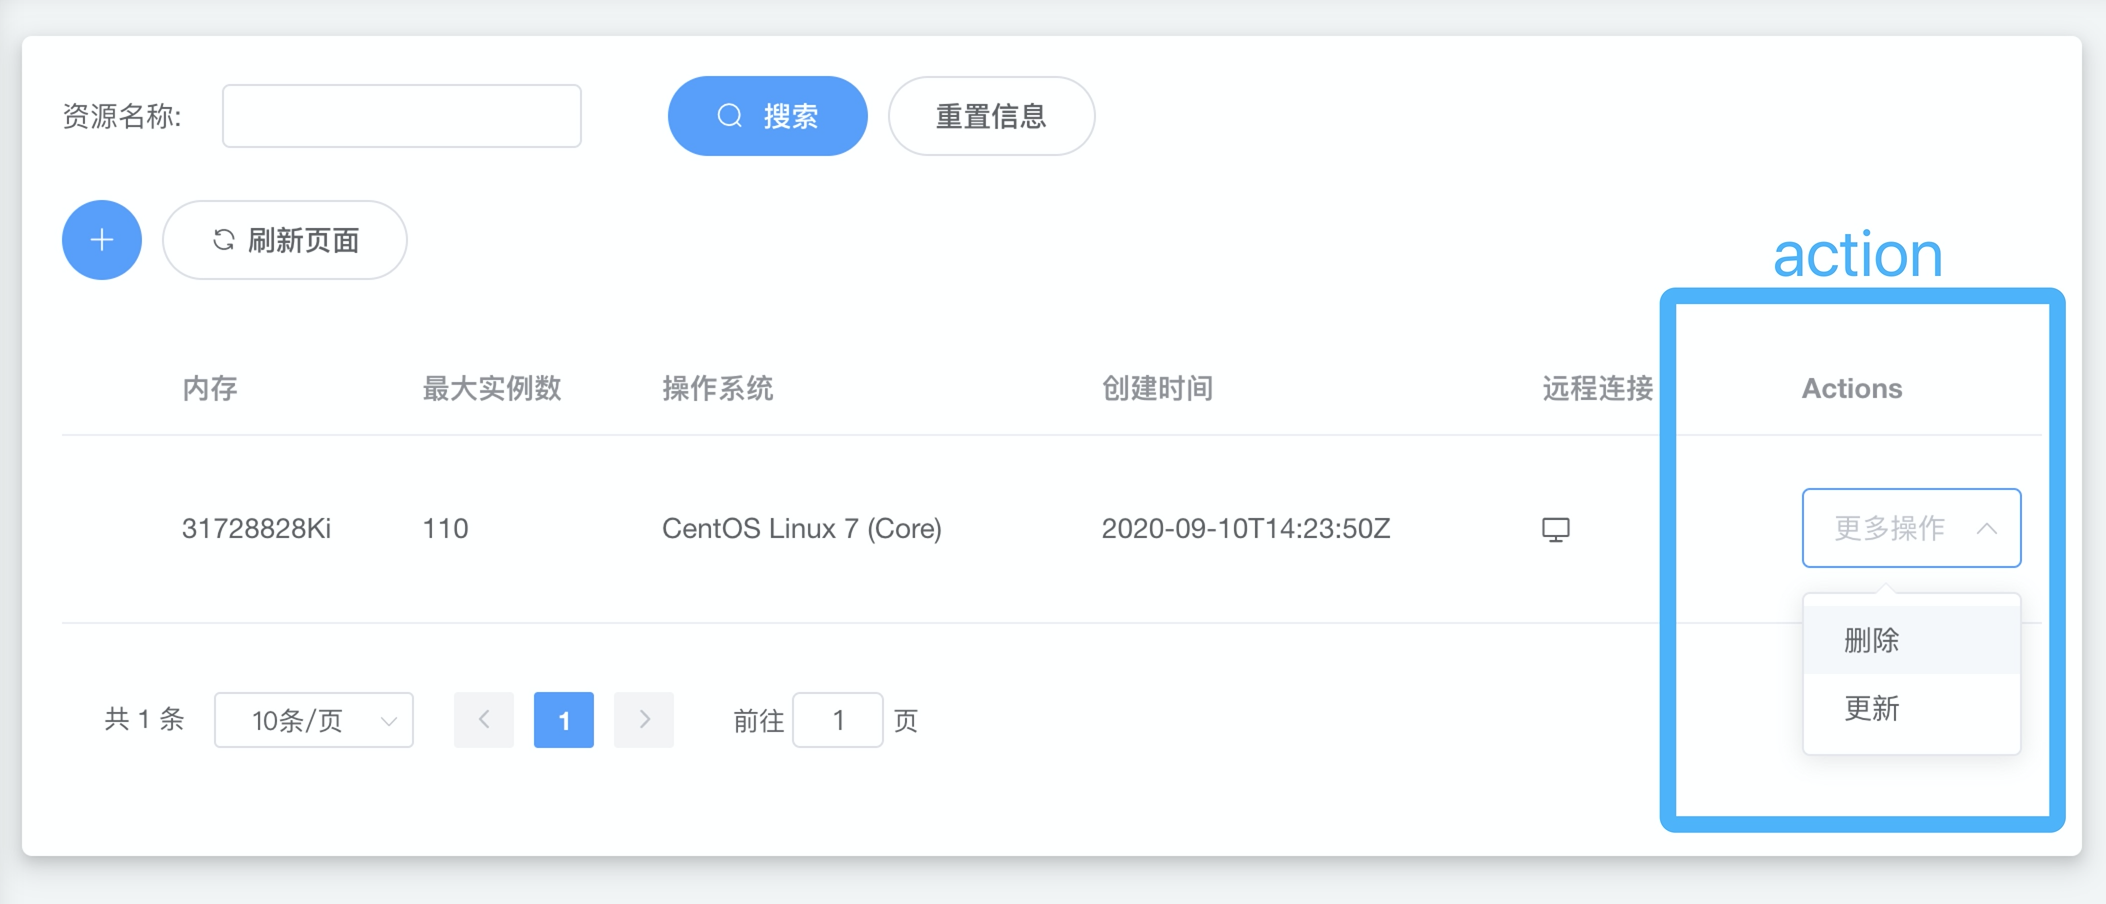 资源名称:
搜索
重置信息
刷新页面
action
内存 最大实例数 操作系统 创建时间 远程连接 Actions
31728828Ki 110 CentOS Linux 7 (Core) 2020-09-10T14:23:50Z 更多操作
删除
更新
共 1 条 10条/页 1 前往 1 页